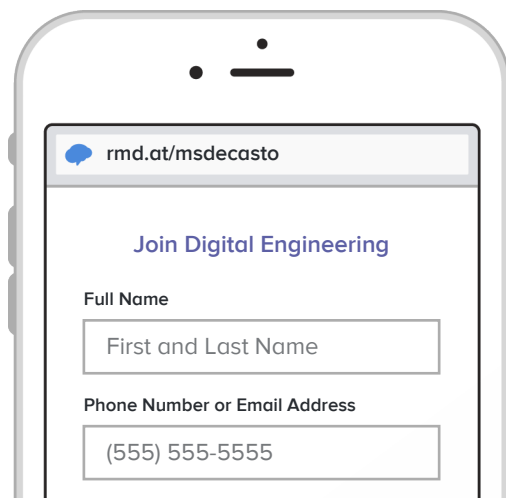 rmd.at/msdecasto
Join Digital Engineering
Full Name
First and Last Name
Phone Number or Email Address
(555) 555-5555